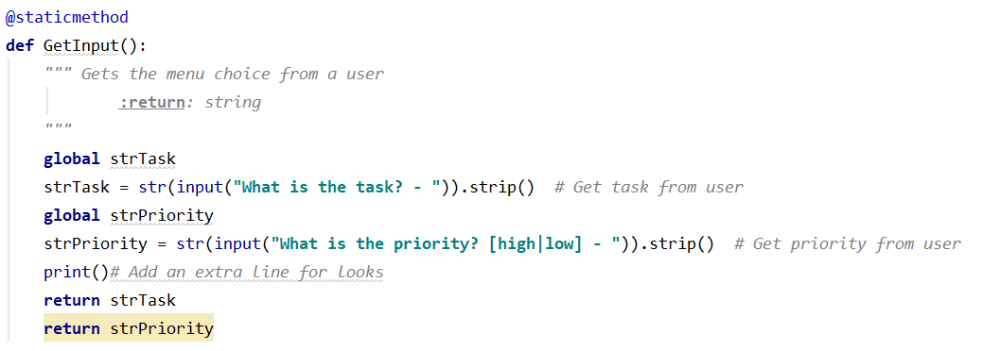 @staticmethod
def GetInput():
    """ Gets the menu choice from a user
            :return: string
    """
    global strTask
    strTask = str(input("What is the task? - ")).strip()  # Get task from user
    global strPriority
    strPriority = str(input("What is the priority? [high|low] - ")).strip()  # Get priority from user
    print()# Add an extra line for looks
    return strTask
    return strPriority